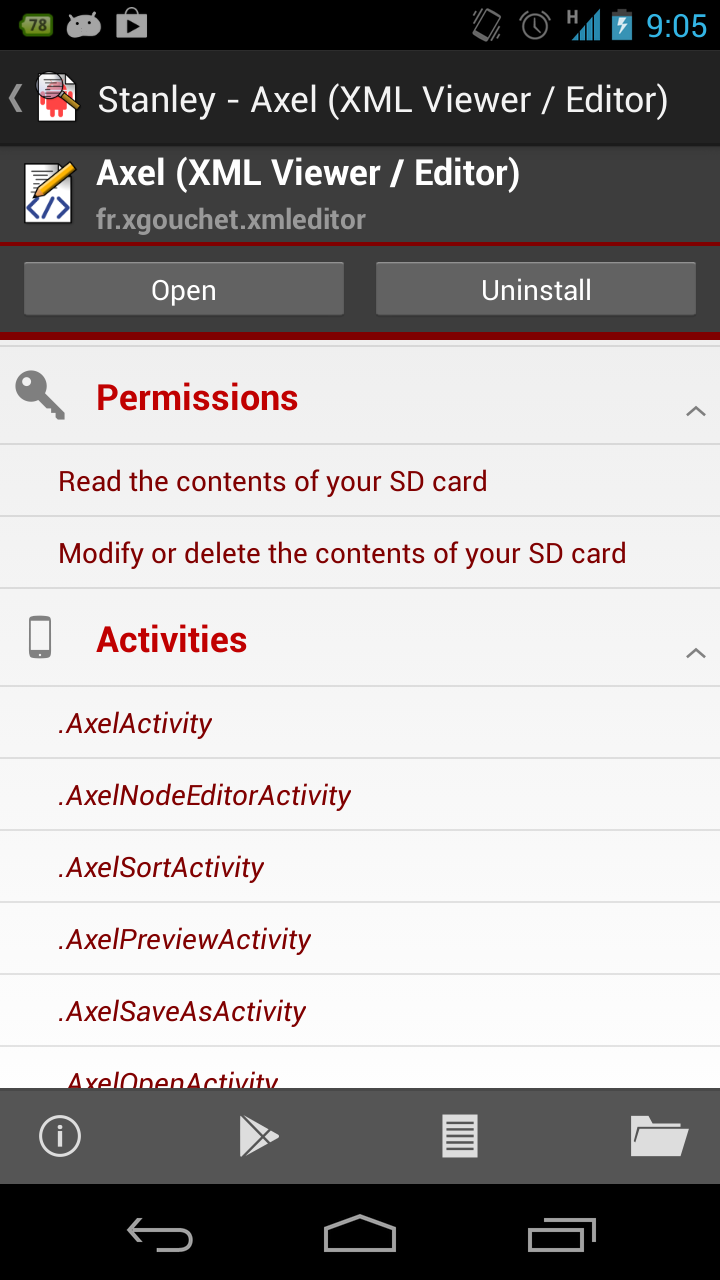 78
H
9:05
Stanley - Axel (XML Viewer / Editor)
Axel (XML Viewer / Editor)
fr.xgouchet.xmleditor
Open
Uninstall
Permissions
Read the contents of your SD card
Modify or delete the contents of your SD card
Activities
.AxelActivity
.AxelNodeEditorActivity
.AxelSortActivity
.AxelPreviewActivity
.AxelSaveAsActivity
.AxelOpenActivity